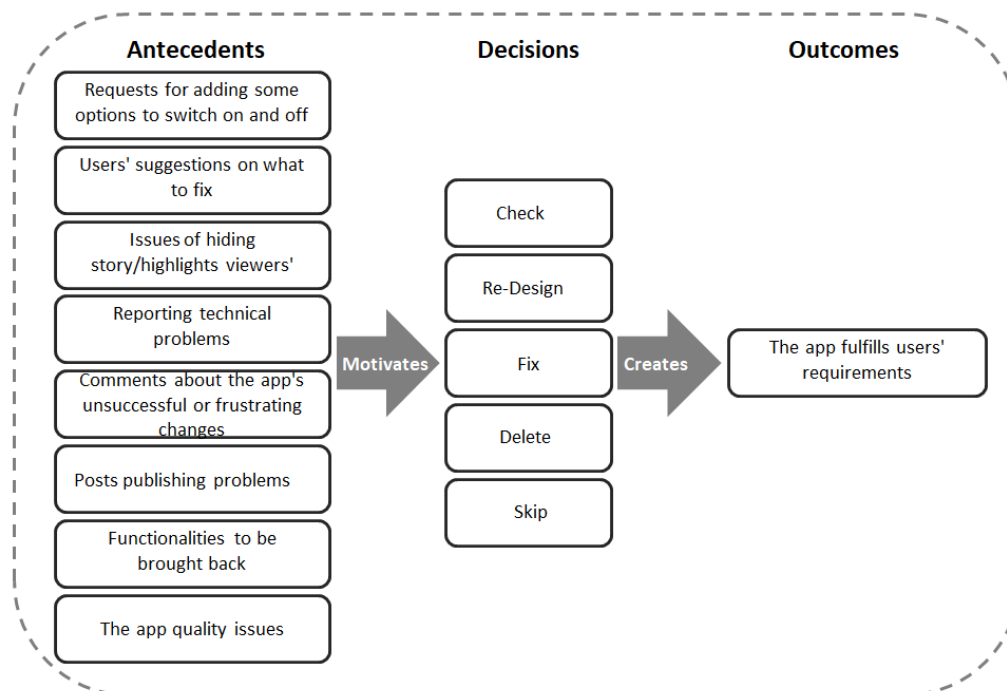 Antecedents
Requests for adding some
options to switch on and off
Users' suggestions on what
to fix
Issues of hiding
story/highlights viewers'
Reporting technical
problems
Comments about the app's
unsuccessful or frustrating
changes
Posts publishing problems
Functionalities to be
brought back
The app quality issues
Motivates
Decisions
Check
Re-Design
Fix
Delete
Skip
Creates
Outcomes
The app fulfills users'
requirements